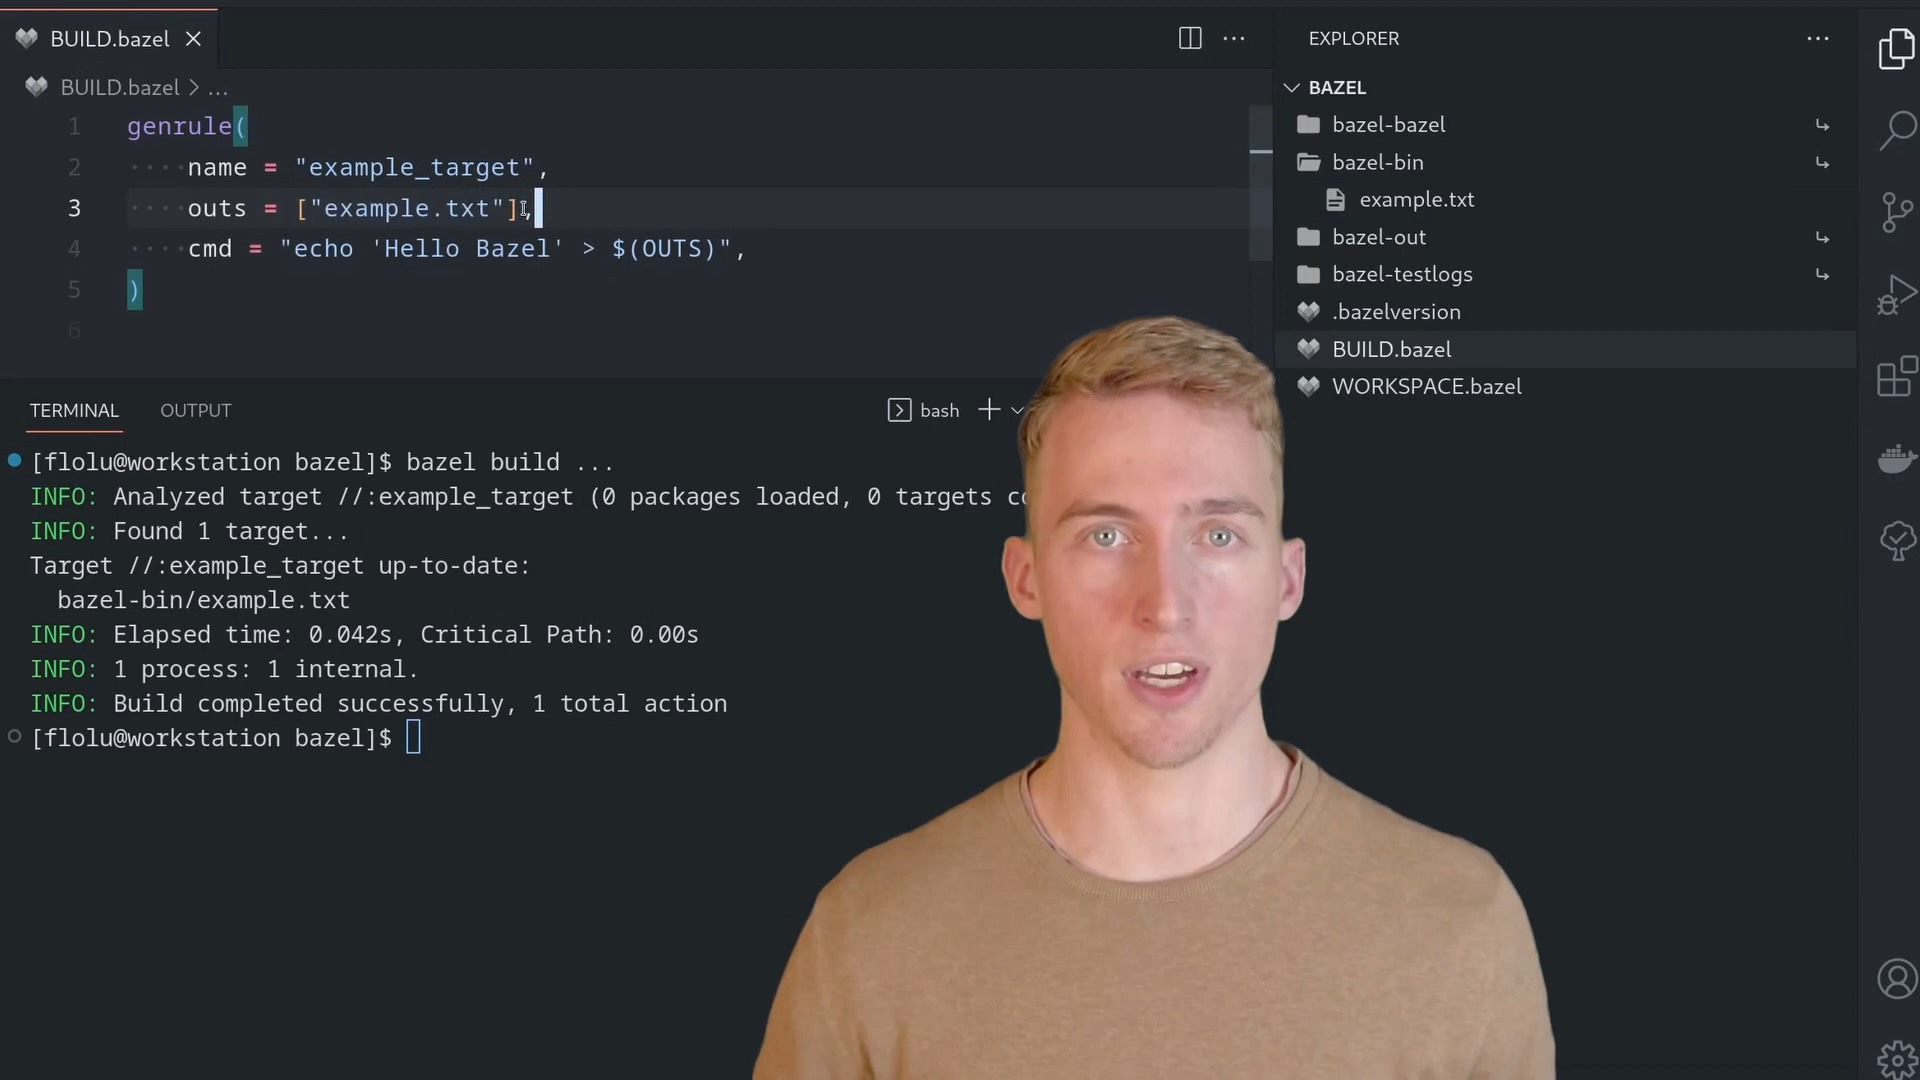 BUILD.bazel
BUILD.bazel > ...
1 genrule(
2 ····name = "example_target",
3 ····outs = ["example.txt"],
4 ····cmd = "echo 'Hello Bazel' > $(OUTS)",
5 )
6
TERMINAL OUTPUT
bash
[flolu@workstation bazel]$ bazel build ...
INFO: Analyzed target //:example_target (0 packages loaded, 0 targets
INFO: Found 1 target...
Target //:example_target up-to-date:
bazel-bin/example.txt
INFO: Elapsed time: 0.042s, Critical Path: 0.00s
INFO: 1 process: 1 internal.
INFO: Build completed successfully, 1 total action
[flolu@workstation bazel]$
EXPLORER
BAZEL
bazel-bazel
bazel-bin
example.txt
bazel-out
bazel-testlogs
.bazelversion
BUILD.bazel
WORKSPACE.bazel